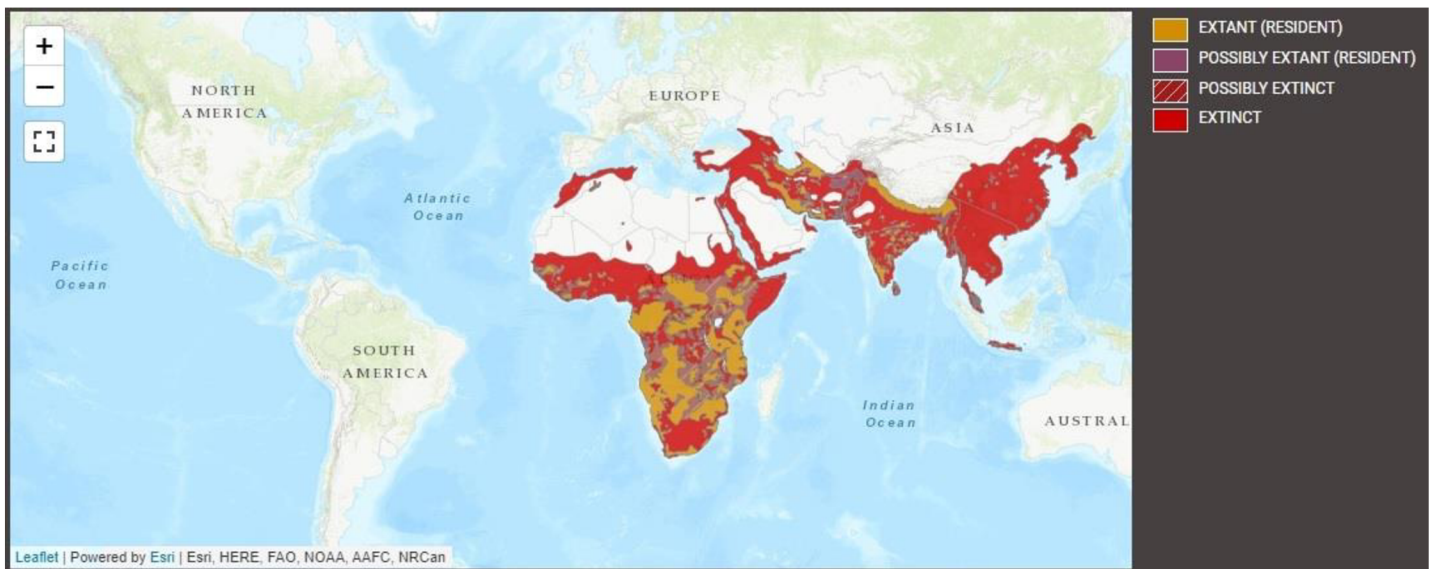 +
−
NORTH
AMERICA
EUROPE
ASIA
Atlantic
Ocean
Pacific
Ocean
SOUTH
AMERICA
Indian
Ocean
AUSTRAL
Leaflet | Powered by Esri | Esri, HERE, FAO, NOAA, AAFC, NRCan
EXTANT (RESIDENT)
POSSIBLY EXTANT (RESIDENT)
POSSIBLY EXTINCT
EXTINCT